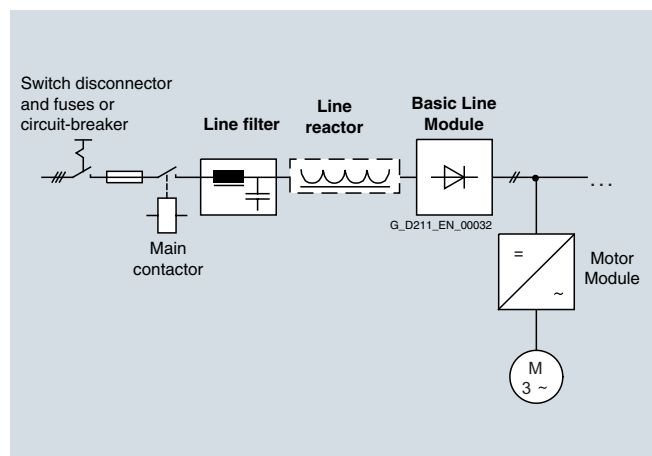 Switch disconnector
and fuses or
circuit-breaker
Line filter
Line
reactor
Basic Line
Module
...
G_D211_EN_00032
Main
contactor
=
~
Motor
Module
M
3 ~